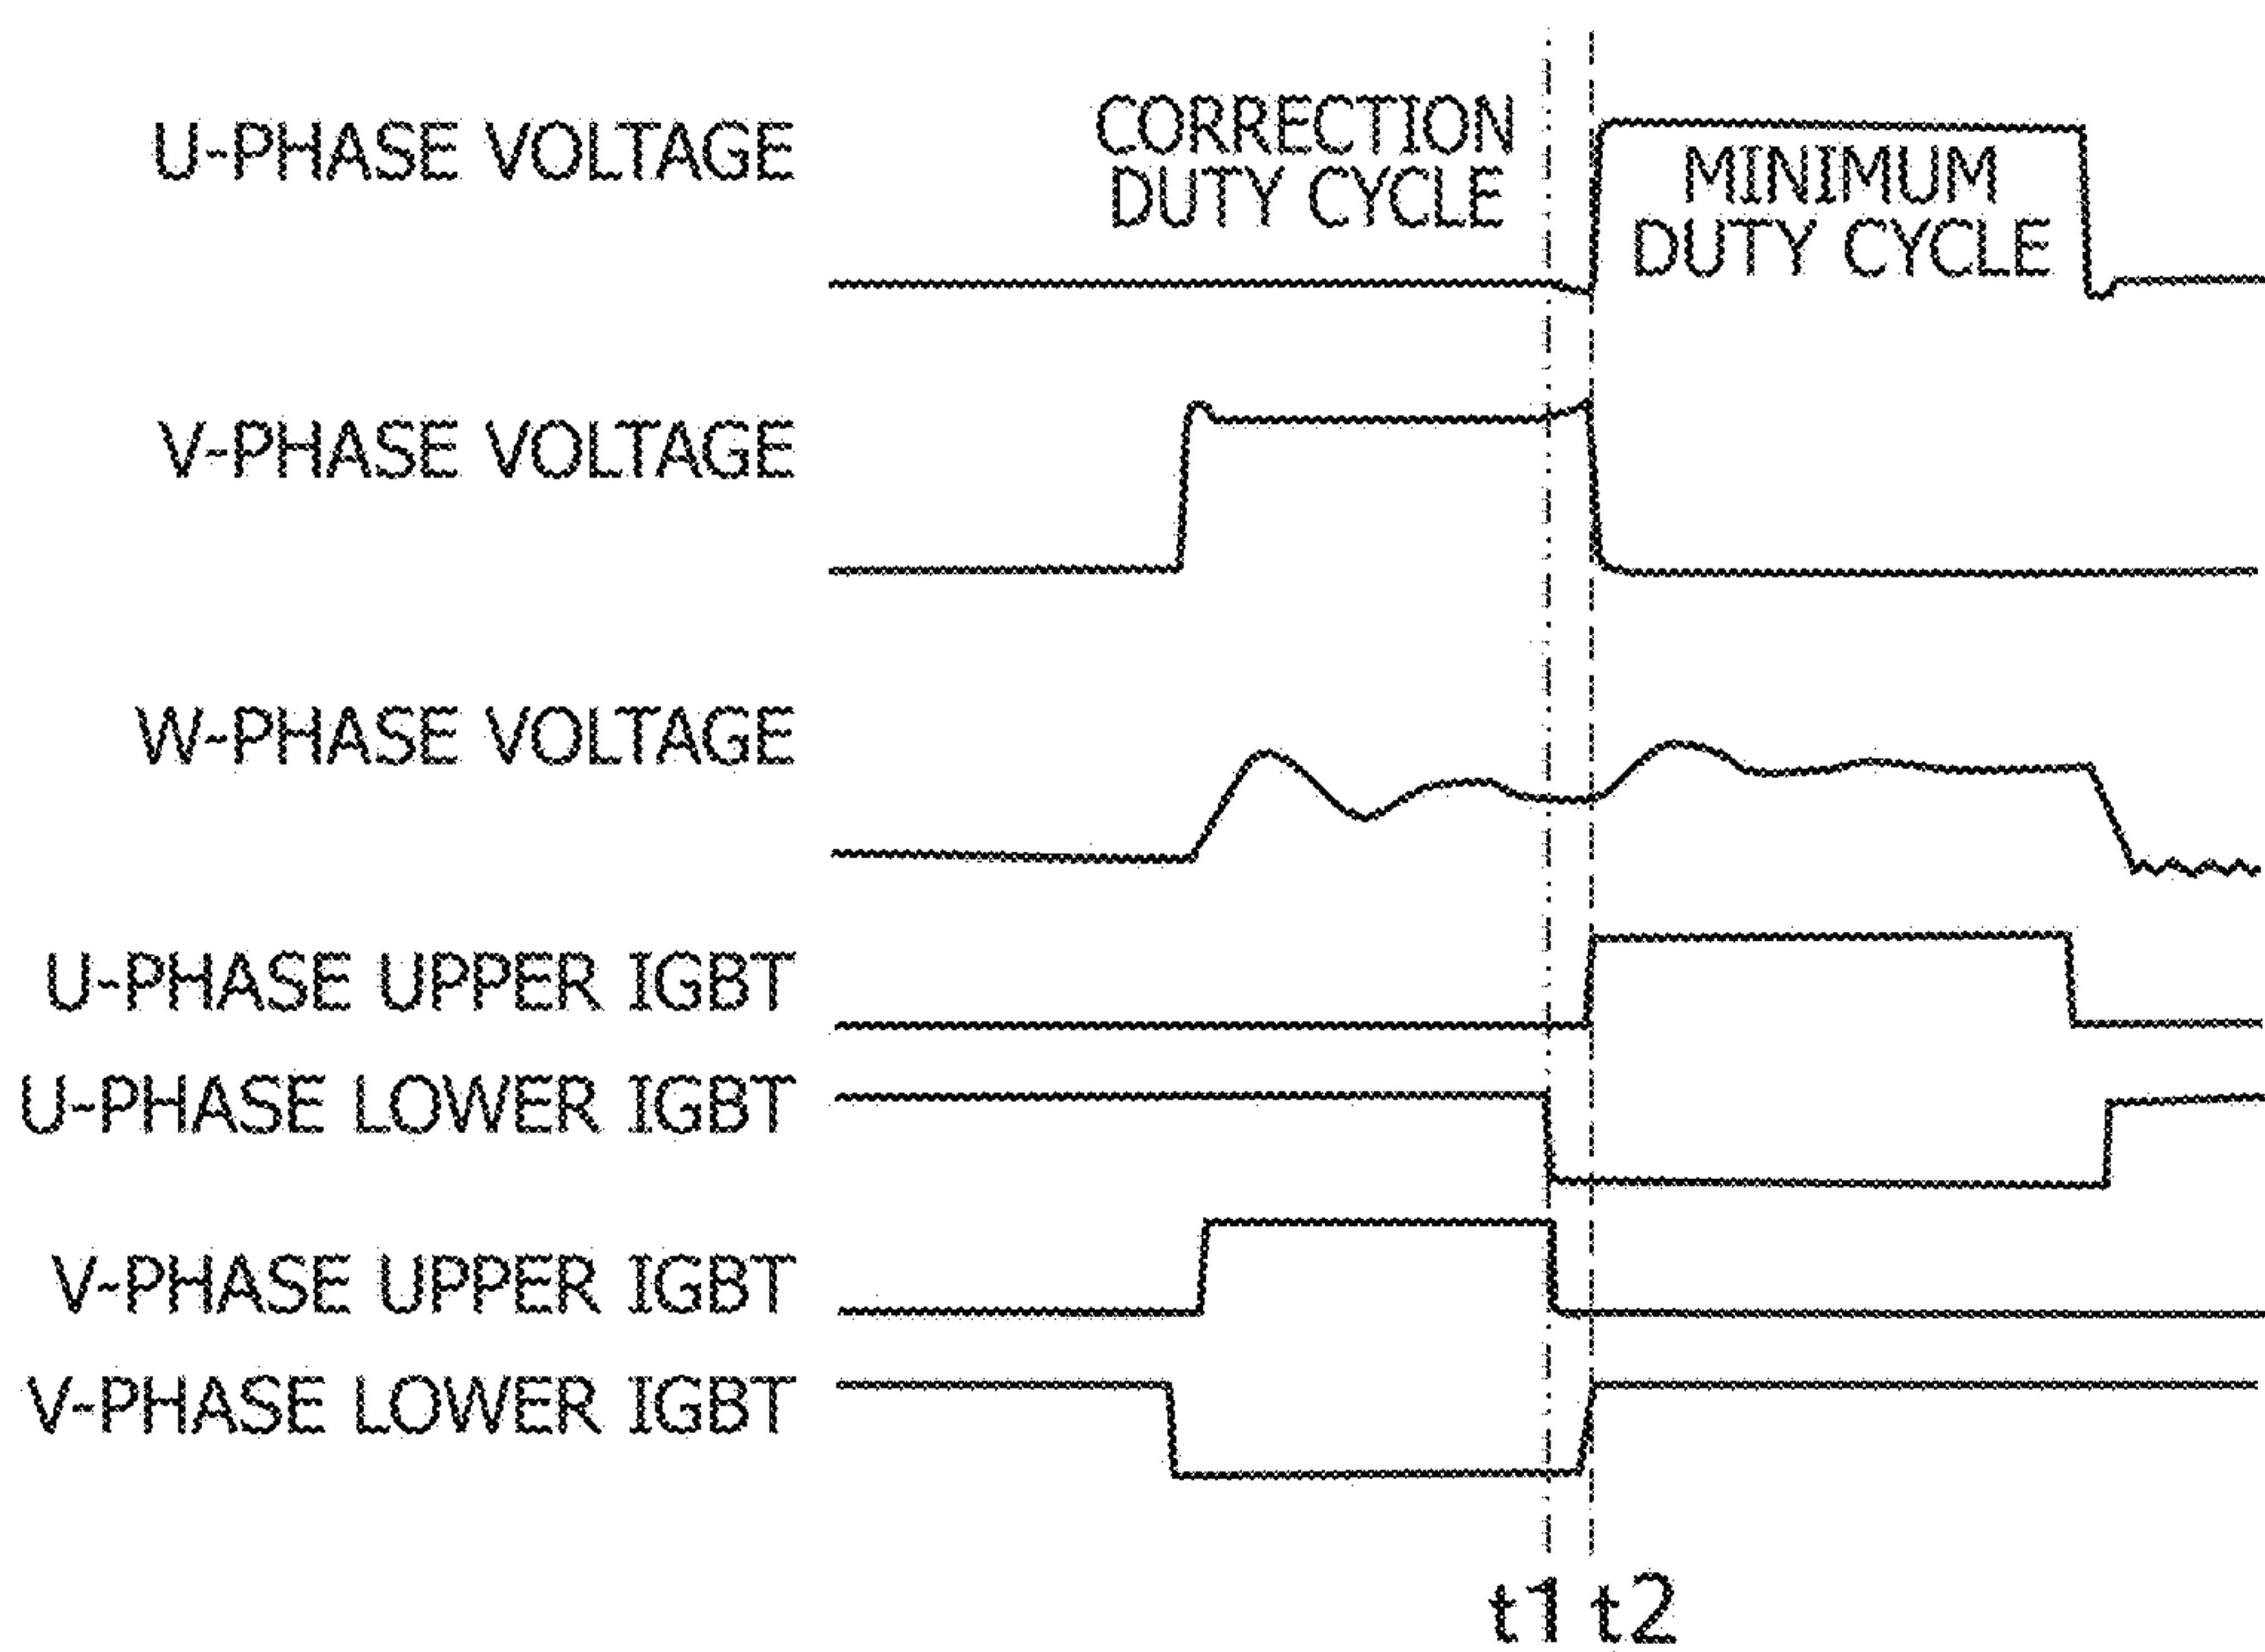 U-PHASE VOLTAGE
CORRECTION
DUTY CYCLE
MINIMUM
DUTY CYCLE
V-PHASE VOLTAGE
W-PHASE VOLTAGE
U-PHASE UPPER IGBT
U-PHASE LOWER IGBT
V-PHASE UPPER IGBT
V-PHASE LOWER IGBT
t1 t2